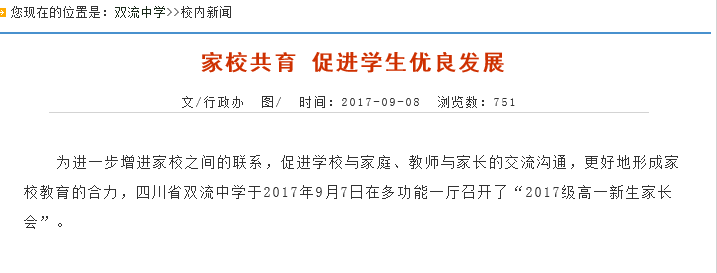 您现在的位置是：双流中学>>校内新闻
家校共育 促进学生优良发展
文/行政办 图/ 时间：2017-09-08 浏览数：751
为进一步增进家校之间的联系，促进学校与家庭、教师与家长的交流沟通，更好地形成家
校教育的合力，四川省双流中学于2017年9月7日在多功能一厅召开了“2017级高一新生家长
会”。